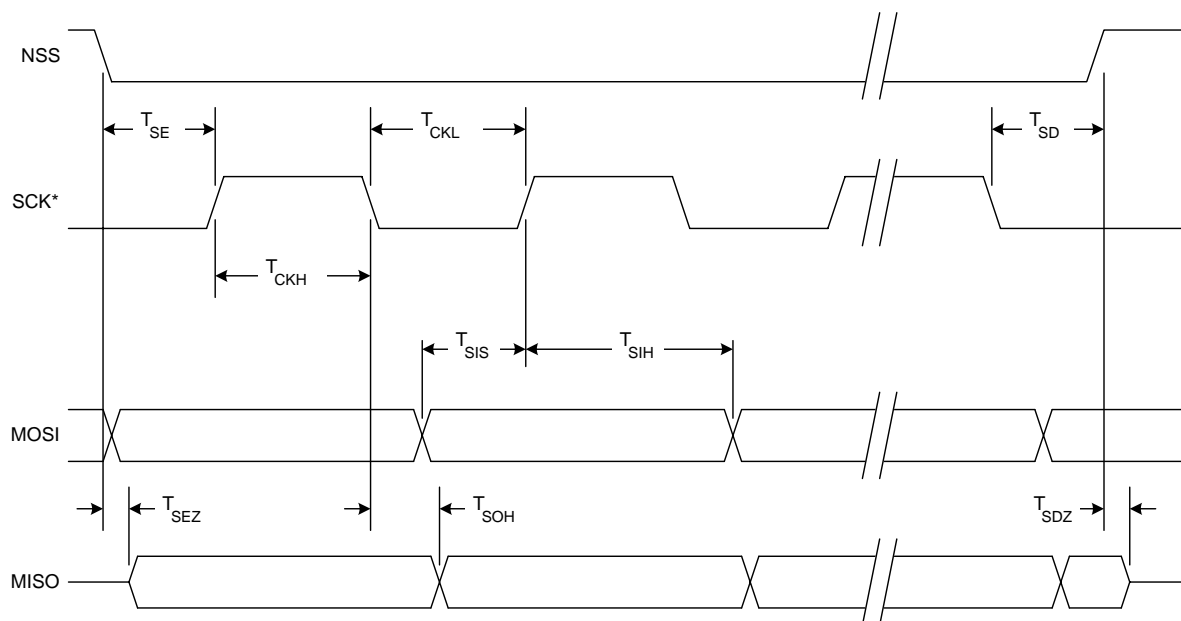 NSS
T_SE
T_CKL
T_SD
SCK*
T_CKH
T_SIS
T_SIH
MOSI
T_SEZ
T_SOH
T_SDZ
MISO